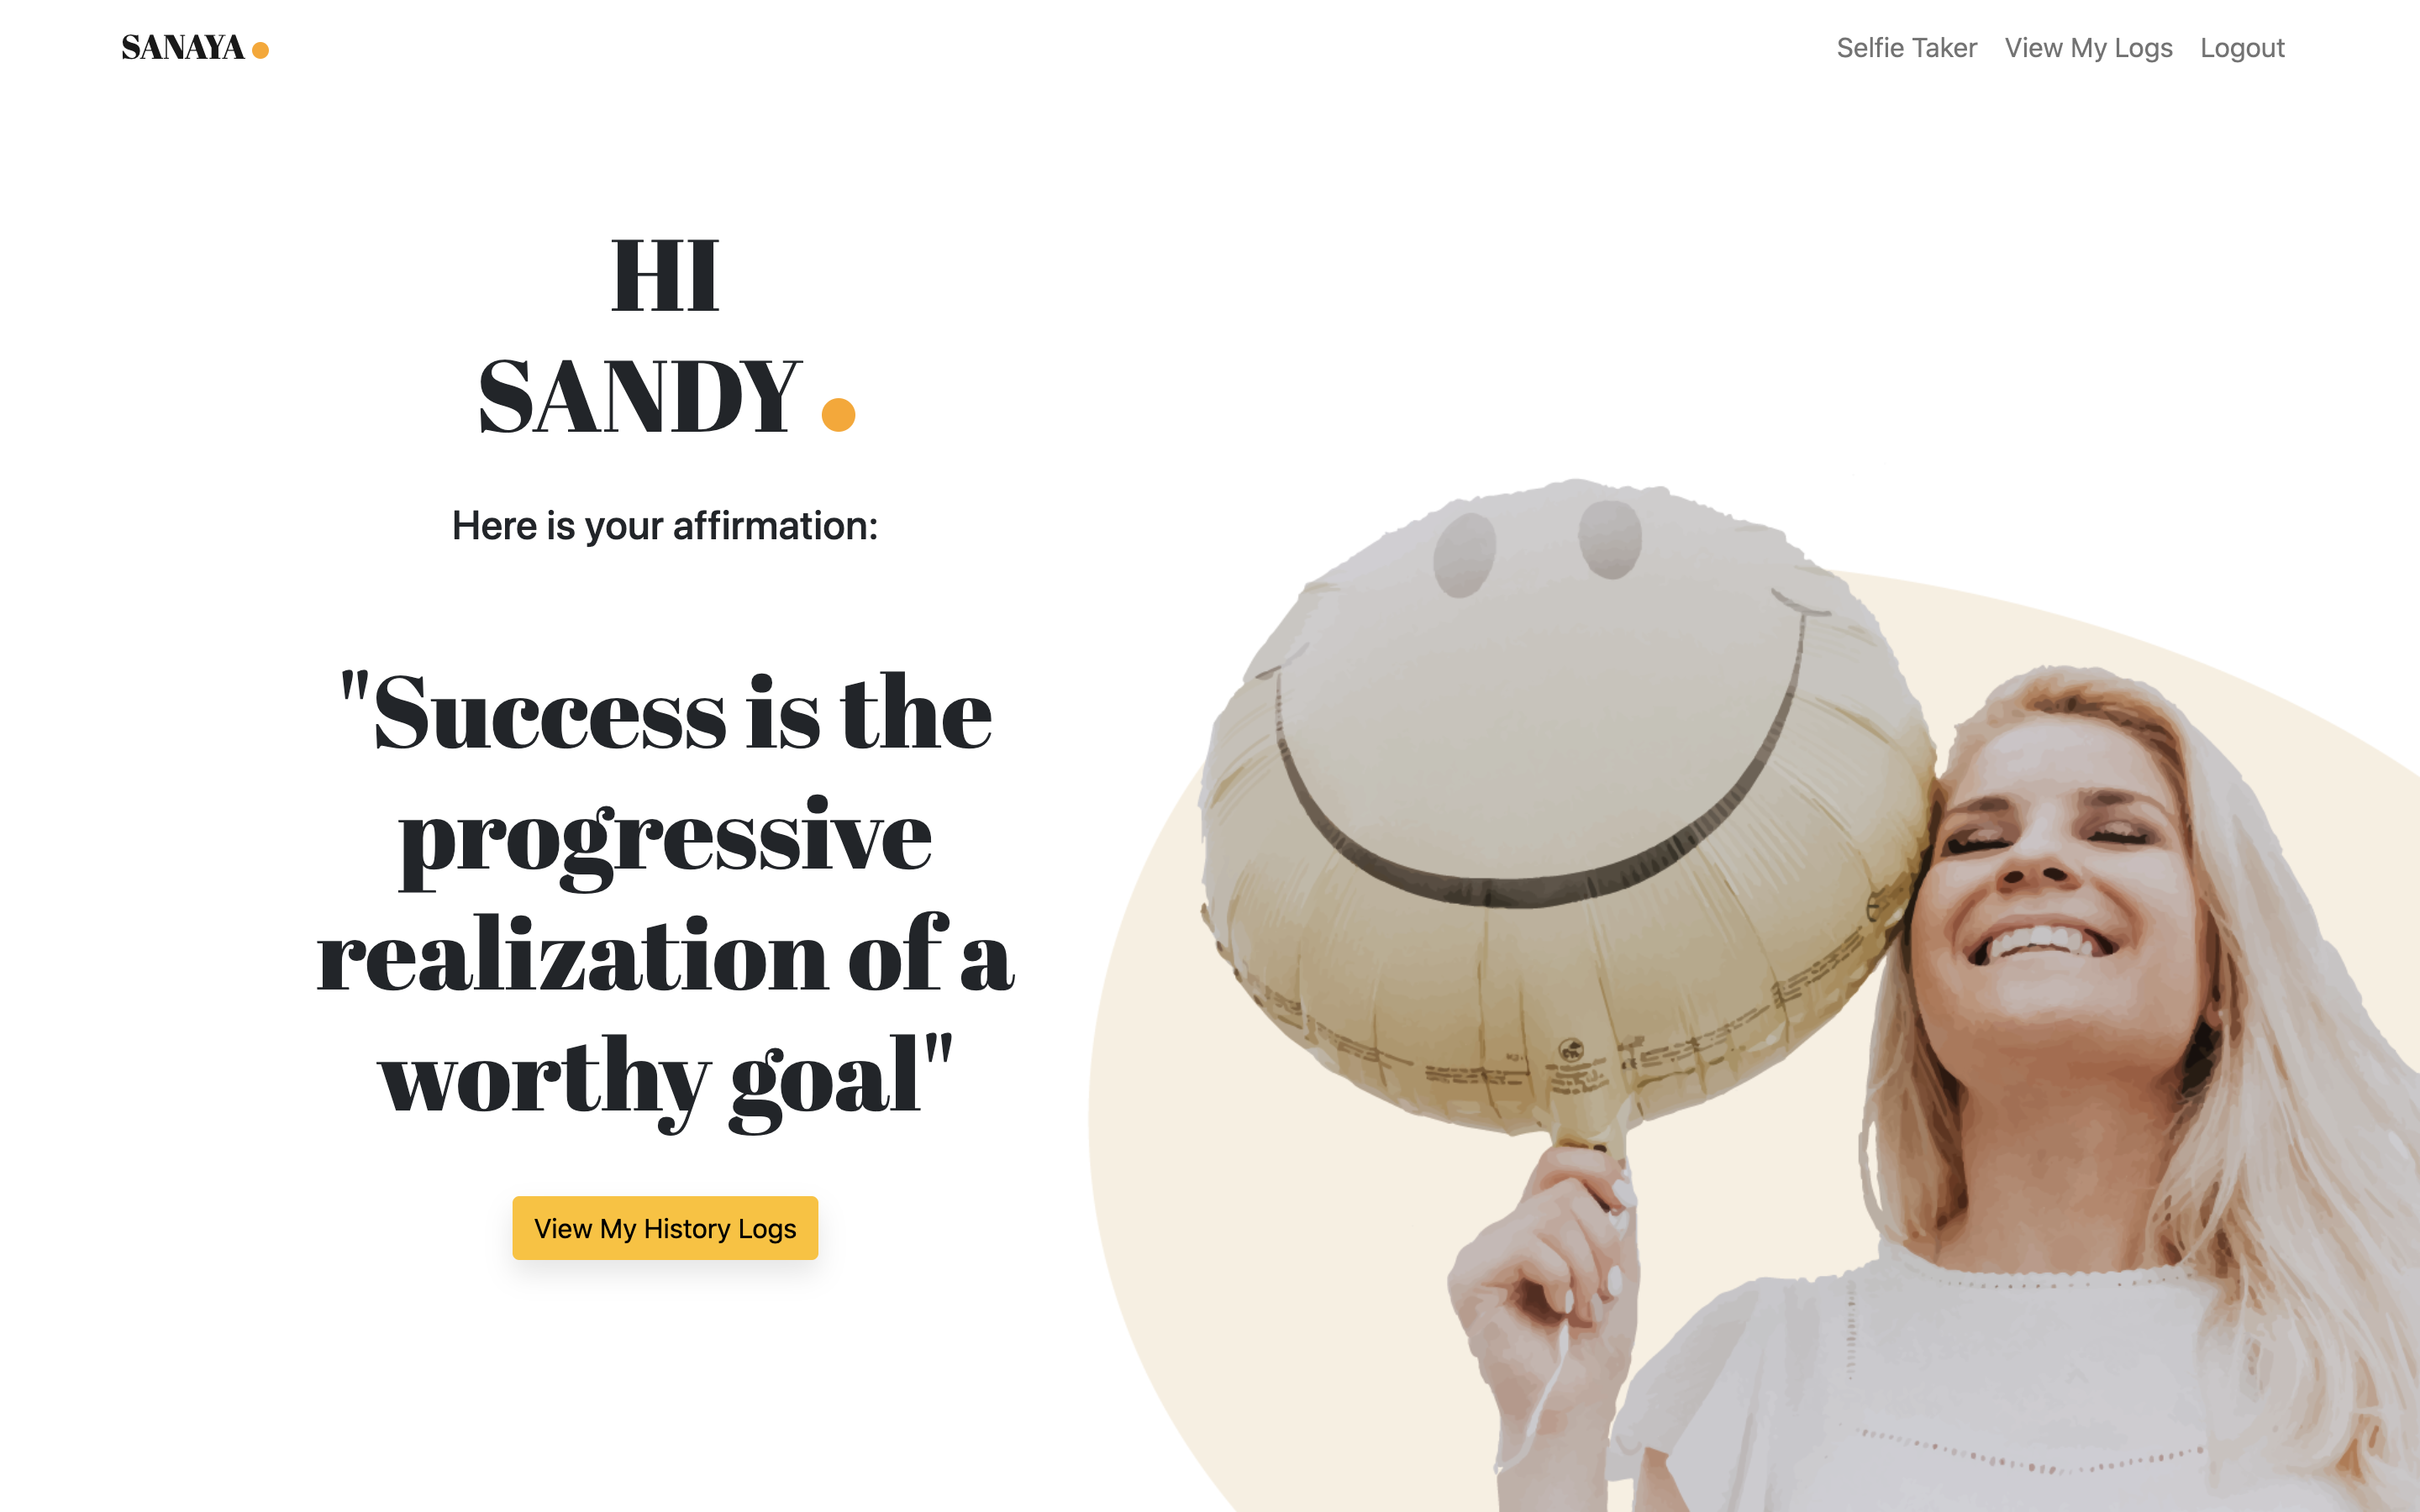 SANAYA
Selfie Taker View My Logs Logout
HI
SANDY
Here is your affirmation:
"Success is the
progressive
realization of a
worthy goal"
View My History Logs